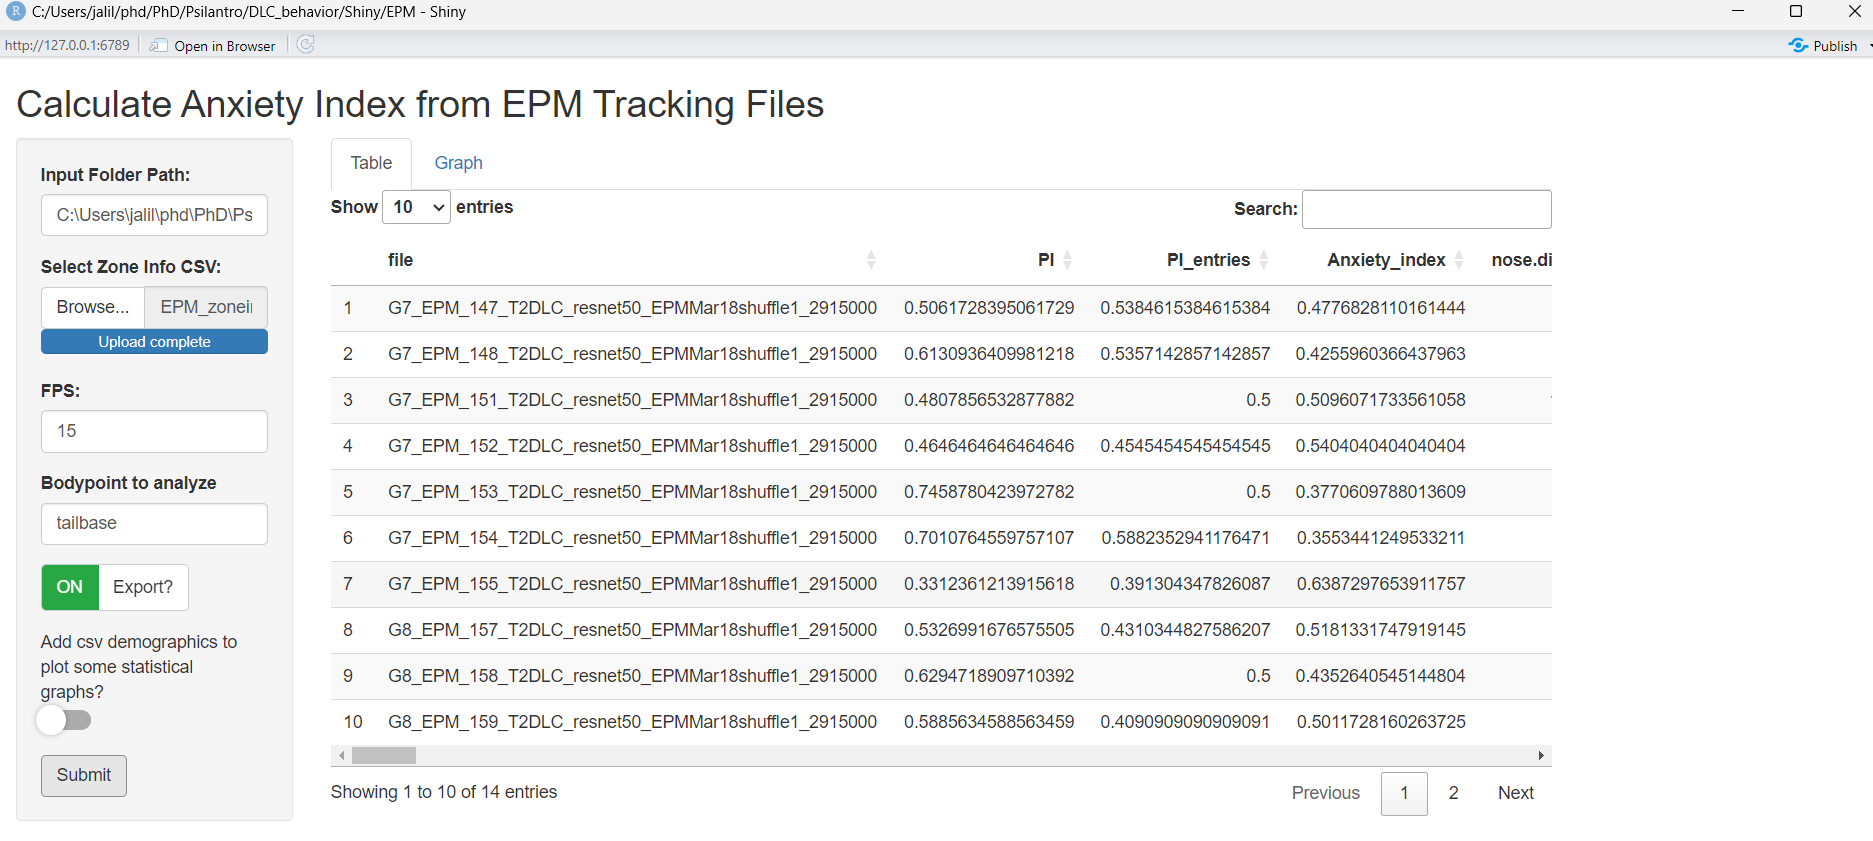 C:/Users/jalil/phd/PhD/Psilantro/DLC_behavior/Shiny/EPM - Shiny
http://127.0.0.1:6789 Open in Browser Publish
Calculate Anxiety Index from EPM Tracking Files
Input Folder Path:
C:\Users\jalil\phd\PhD\Ps
Select Zone Info CSV:
Browse... EPM_zonei
Upload complete
FPS:
15
Bodypoint to analyze
tailbase
ON Export?
Add csv demographics to
plot some statistical
graphs?
Submit
Table Graph
Show 10 entries Search:
file PI PI_entries Anxiety_index nose.di
1 G7_EPM_147_T2DLC_resnet50_EPMMar18shuffle1_2915000 0.5061728395061729 0.5384615384615384 0.4776828110161444
2 G7_EPM_148_T2DLC_resnet50_EPMMar18shuffle1_2915000 0.6130936409981218 0.5357142857142857 0.4255960366437963
3 G7_EPM_151_T2DLC_resnet50_EPMMar18shuffle1_2915000 0.4807856532877882 0.5 0.5096071733561058
4 G7_EPM_152_T2DLC_resnet50_EPMMar18shuffle1_2915000 0.4646464646464646 0.4545454545454545 0.5404040404040404
5 G7_EPM_153_T2DLC_resnet50_EPMMar18shuffle1_2915000 0.7458780423972782 0.5 0.3770609788013609
6 G7_EPM_154_T2DLC_resnet50_EPMMar18shuffle1_2915000 0.7010764559757107 0.5882352941176471 0.3553441249533211
7 G7_EPM_155_T2DLC_resnet50_EPMMar18shuffle1_2915000 0.3312361213915618 0.391304347826087 0.6387297653911757
8 G8_EPM_157_T2DLC_resnet50_EPMMar18shuffle1_2915000 0.5326991676575505 0.4310344827586207 0.5181331747919145
9 G8_EPM_158_T2DLC_resnet50_EPMMar18shuffle1_2915000 0.6294718909710392 0.5 0.4352640545144804
10 G8_EPM_159_T2DLC_resnet50_EPMMar18shuffle1_2915000 0.5885634588563459 0.4090909090909091 0.5011728160263725
Showing 1 to 10 of 14 entries Previous 1 2 Next